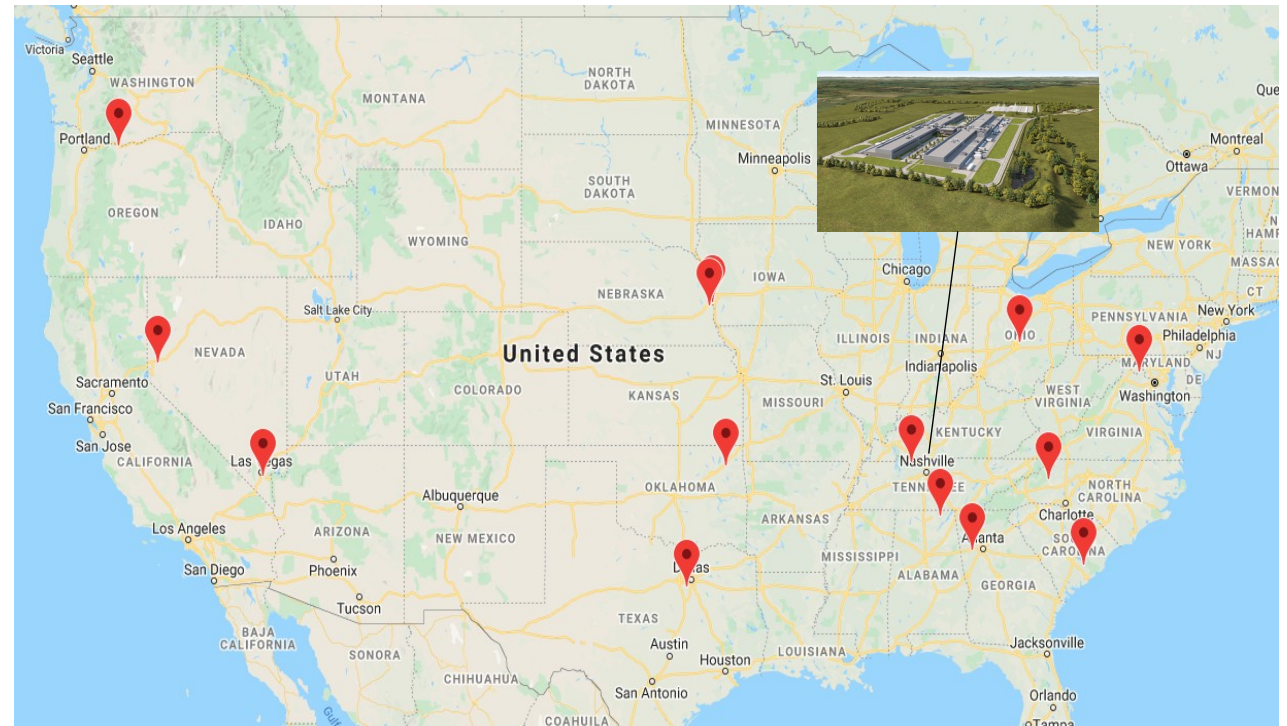 Victoria
Seattle
WASHINGTON
MONTANA
NORTH
DAKOTA
MINNESOTA
Minneapolis
Montreal
Ottawa
Portland
OREGON
IDAHO
SOUTH
DAKOTA
WYOMING
NEW YORK
Chicago
IOWA
NEBRASKA
Salt Lake City
NEVADA
UTAH
United States
COLORADO
KANSAS
ILLINOIS
INDIANA
Indianapolis
OHIO
PENNSYLVANIA
New York
Philadelphia
NJ
MARYLAND
DE
Washington
CT
Sacramento
San Francisco
San Jose
CALIFORNIA
Las Vegas
St. Louis
MISSOURI
WEST
VIRGINIA
VIRGINIA
KENTUCKY
Nashville
TENNESSEE
NORTH
CAROLINA
Charlotte
OKLAHOMA
Albuquerque
Los Angeles
ARIZONA
NEW MEXICO
ARKANSAS
Atlanta
SOUTH
CAROLINA
San Diego
Phoenix
Tucson
Dallas
MISSISSIPPI
ALABAMA
GEORGIA
TEXAS
BAJA
CALIFORNIA
SONORA
Austin
Houston
LOUISIANA
Jacksonville
CHIHUAHUA
San Antonio
Orlando
COAHUILA
Tampa